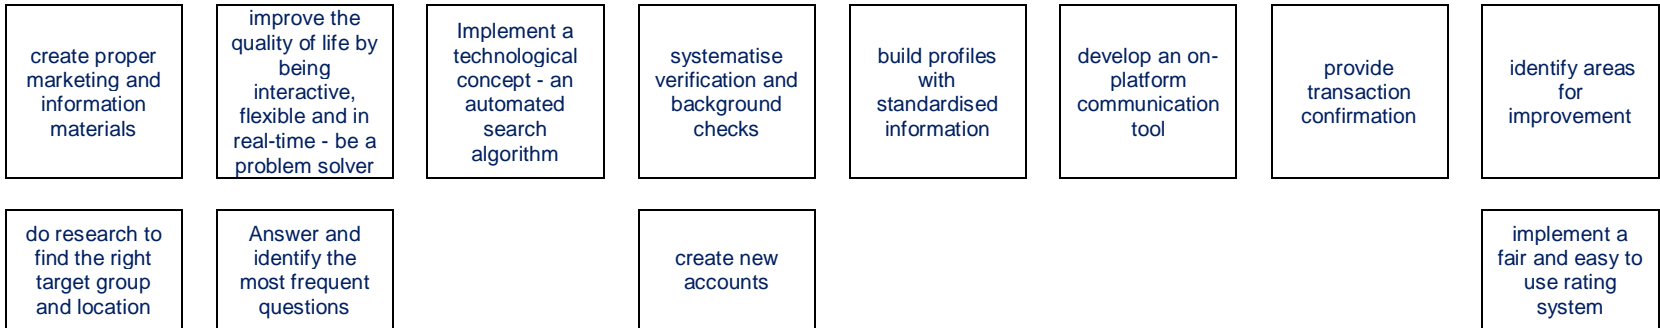 create proper
marketing and
information
materials
improve the
quality of life by
being
interactive,
flexible and in
real-time - be a
problem solver
Implement a
technological
concept - an
automated
search
algorithm
systematise
verification and
background
checks
build profiles
with
standardised
information
develop an on-
platform
communication
tool
provide
transaction
confirmation
identify areas
for
improvement
do research to
find the right
target group
and location
Answer and
identify the
most frequent
questions
create new
accounts
implement a
fair and easy to
use rating
system